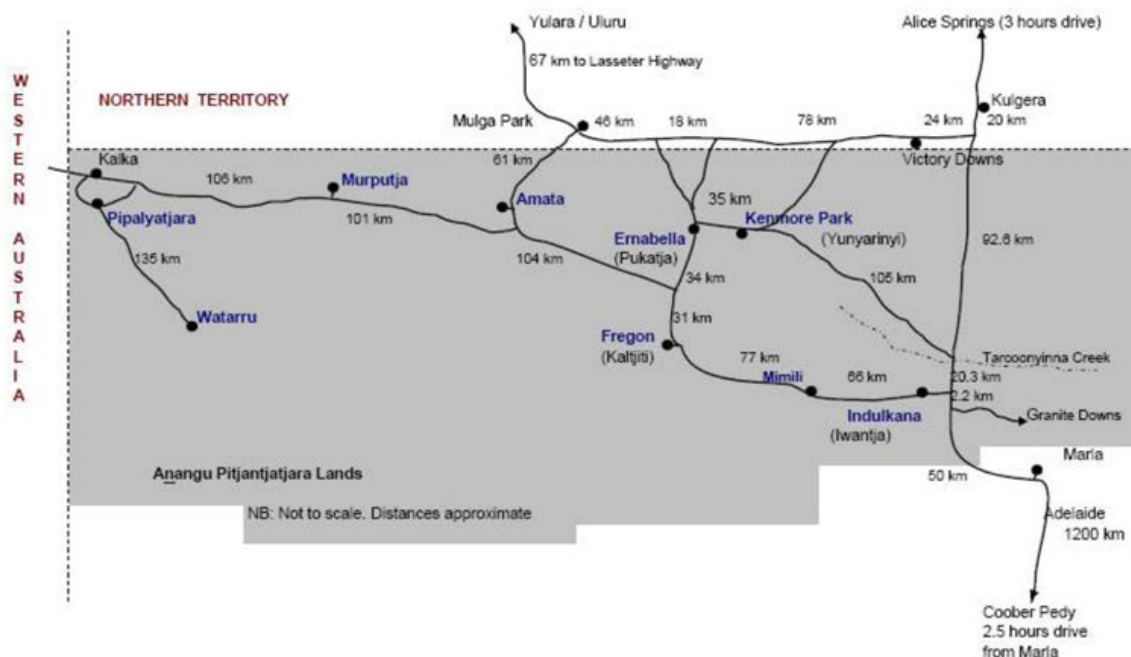 Yulara / Uluru
Alice Springs (3 hours drive)
67 km to Lasseter Highway
WESTERN AUSTRALIA
NORTHERN TERRITORY
Kulgera
Mulga Park
46 km
18 km
78 km
24 km
20 km
Victory Downs
Kalka
61 km
106 km
Murputja
Amata
35 km
Pipalyatjara
101 km
Ernabella
(Pukatja)
Kenmore Park
(Yunyarinyi)
92.6 km
135 km
104 km
34 km
105 km
Watarru
31 km
Fregon
(Kaltjiti)
77 km
Tarcoonyinna Creek
Mimili
66 km
20.3 km
2.2 km
Indulkana
(Iwantja)
Granite Downs
Marla
Anangu Pitjantjatjara Lands
50 km
NB: Not to scale. Distances approximate
Adelaide
1200 km
Coober Pedy
2.5 hours drive
from Marla